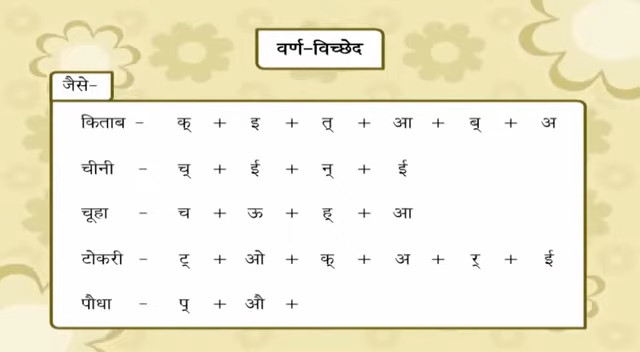 वर्ण-विच्छेद
जैसे-
किताब - क् + इ + त् + आ + ब् + अ
चीनी - च् + ई + न् + ई
चूहा - च + ऊ + ह् + आ
टोकरी - ट् + ओ + क् + अ + र् + ई
पौधा - प् + औ +